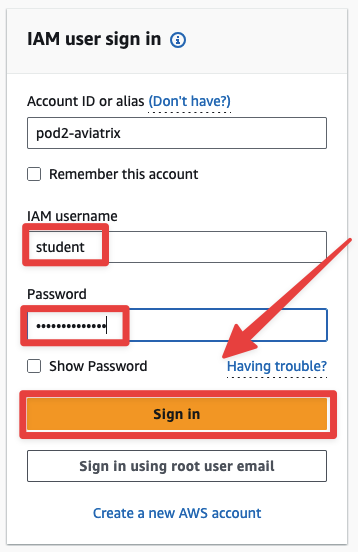 IAM user sign in
Account ID or alias (Don't have?)
pod2-aviatrix
Remember this account
IAM username
student
Password
••••••••••••••
Show Password
Having trouble?
Sign in
Sign in using root user email
Create a new AWS account